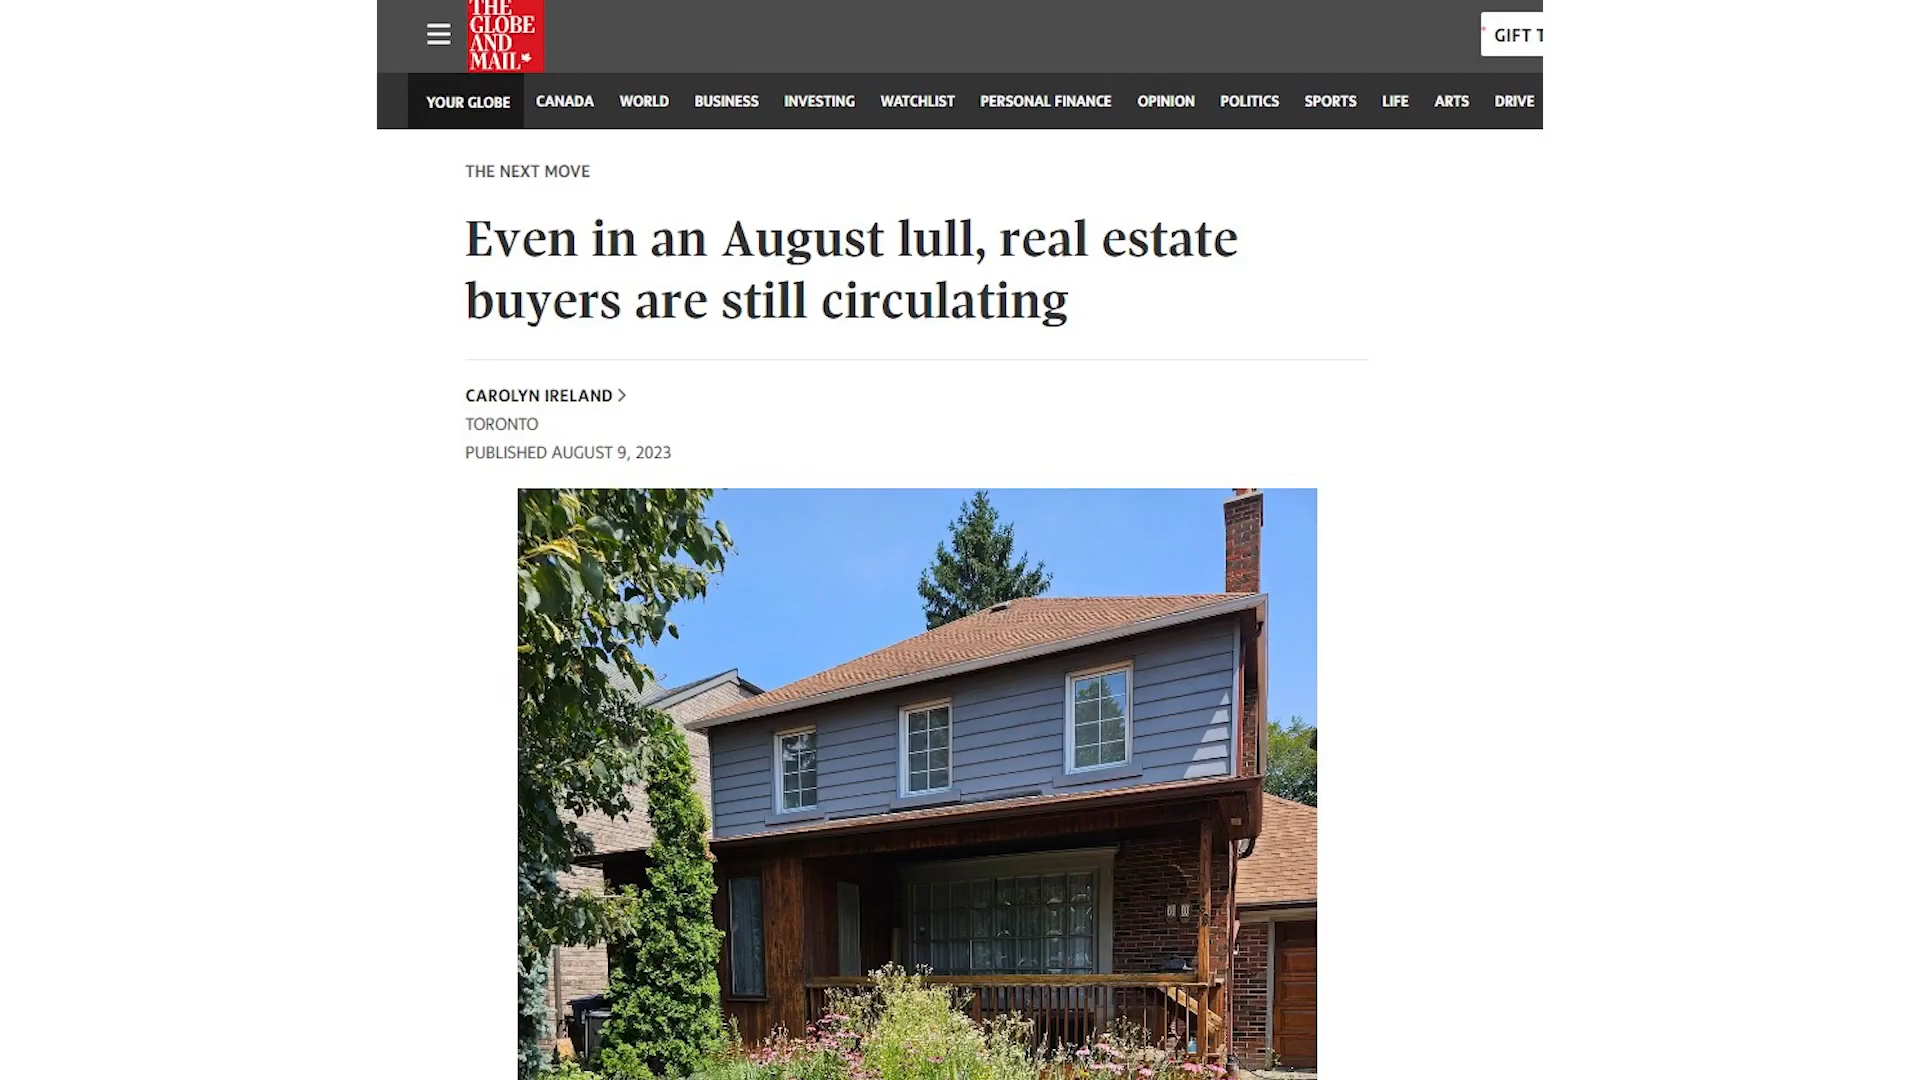 THE
GLOBE
AND
MAIL
GIFT T
YOUR GLOBE CANADA WORLD BUSINESS INVESTING WATCHLIST PERSONAL FINANCE OPINION POLITICS SPORTS LIFE ARTS DRIVE
THE NEXT MOVE
Even in an August lull, real estate
buyers are still circulating
CAROLYN IRELAND >
TORONTO
PUBLISHED AUGUST 9, 2023